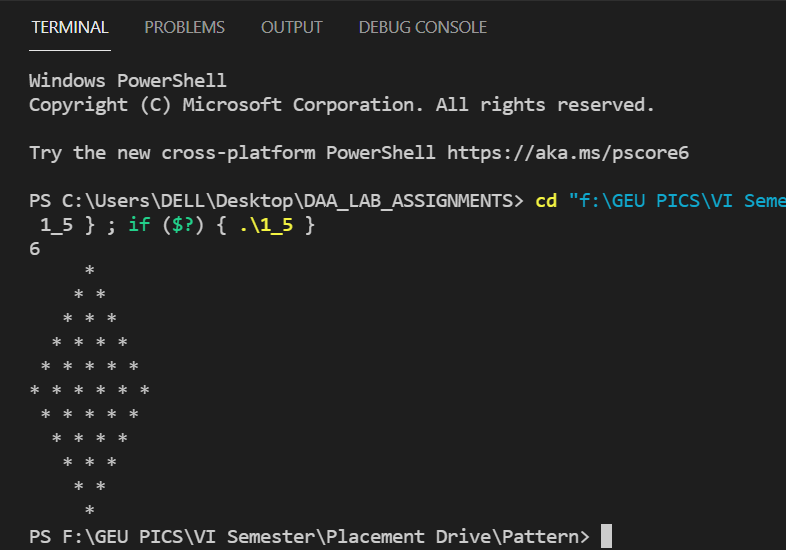 TERMINAL PROBLEMS OUTPUT DEBUG CONSOLE
Windows PowerShell
Copyright (C) Microsoft Corporation. All rights reserved.
Try the new cross-platform PowerShell https://aka.ms/pscore6
PS C:\Users\DELL\Desktop\DAA_LAB_ASSIGNMENTS> cd "f:\GEU PICS\VI Seme
 1_5 } ; if ($?) { .\1_5 }
6
     *
    * *
   * * *
  * * * *
 * * * * *
* * * * * *
 * * * * *
  * * * *
   * * *
    * *
     *
PS F:\GEU PICS\VI Semester\Placement Drive\Pattern>